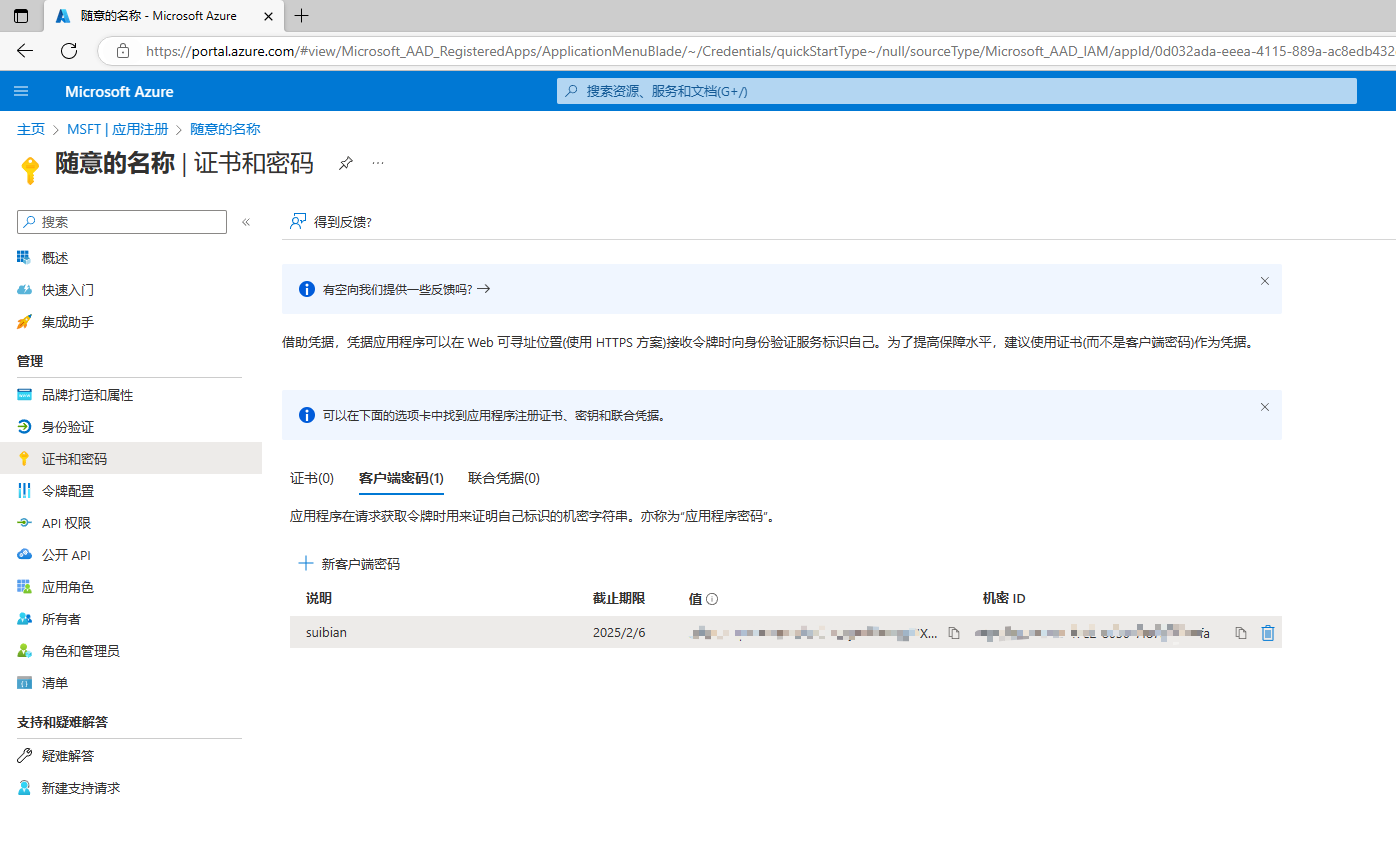 随意的名称 - Microsoft Azure
https://portal.azure.com/#view/Microsoft_AAD_RegisteredApps/ApplicationMenuBlade/~/Credentials/quickStartType~/null/sourceType/Microsoft_AAD_IAM/appId/0d032ada-eeea-4115-889a-ac8edb432
Microsoft Azure
搜索资源、服务和文档(G+/)
主页 > MSFT | 应用注册 > 随意的名称
随意的名称 | 证书和密码
搜索
得到反馈?
概述
快速入门
集成助手
管理
品牌打造和属性
身份验证
证书和密码
令牌配置
API 权限
公开 API
应用角色
所有者
角色和管理员
清单
支持和疑难解答
疑难解答
新建支持请求
有空向我们提供一些反馈吗?
借助凭据，凭据应用程序可以在 Web 可寻址位置(使用 HTTPS 方案)接收令牌时向身份验证服务标识自己。为了提高保障水平，建议使用证书(而不是客户端密码)作为凭据。
可以在下面的选项卡中找到应用程序注册证书、密钥和联合凭据。
证书(0) 客户端密码(1) 联合凭据(0)
应用程序在请求获取令牌时用来证明自己标识的机密字符串。亦称为“应用程序密码”。
新客户端密码
说明 截止期限 值 机密 ID
suibian 2025/2/6